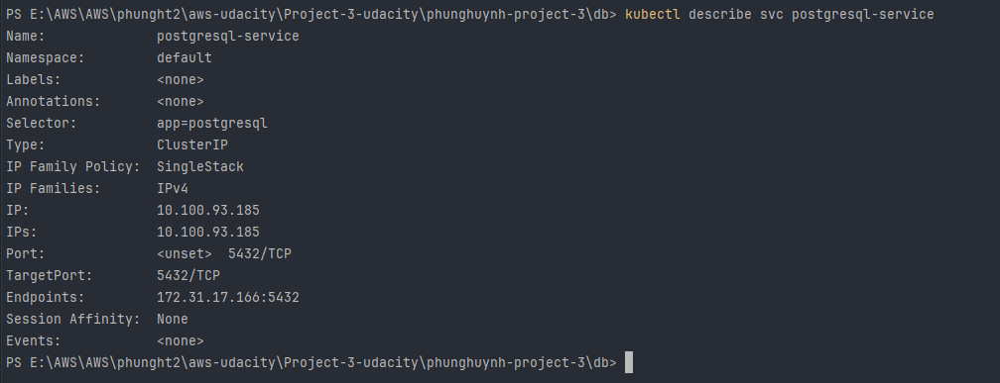 PS E:\AWS\AWS\phunght2\aws-udacity\Project-3-udacity\phunghuynh-project-3\db> kubectl describe svc postgresql-service
Name:              postgresql-service
Namespace:         default
Labels:            <none>
Annotations:       <none>
Selector:          app=postgresql
Type:              ClusterIP
IP Family Policy:  SingleStack
IP Families:       IPv4
IP:                10.100.93.185
IPs:               10.100.93.185
Port:              <unset>  5432/TCP
TargetPort:        5432/TCP
Endpoints:         172.31.17.166:5432
Session Affinity:  None
Events:            <none>
PS E:\AWS\AWS\phunght2\aws-udacity\Project-3-udacity\phunghuynh-project-3\db>